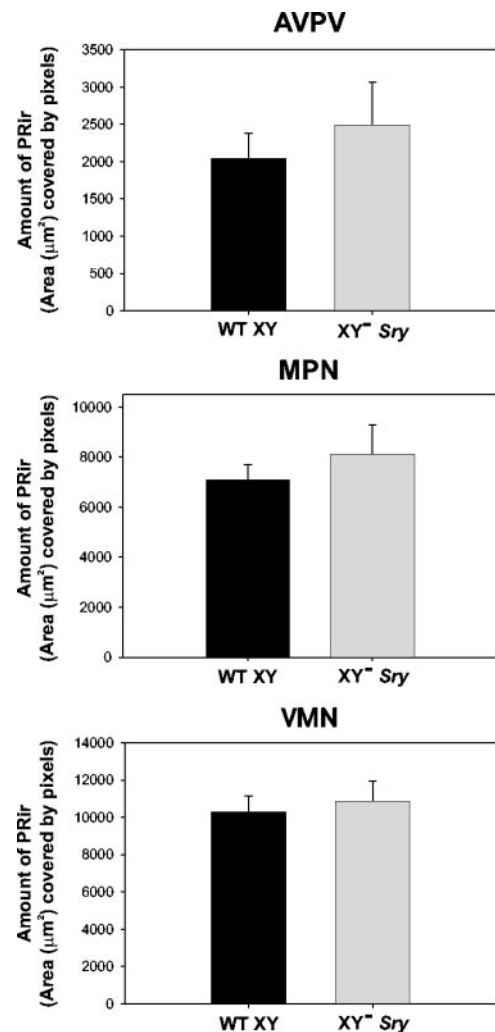 AVPV
Amount of PRir
(Area (μm²) covered by pixels)
3500
3000
2500
2000
1500
1000
500
0
WT XY
XY⁻ Sry
MPN
Amount of PRir
(Area (μm²) covered by pixels)
10000
8000
6000
4000
2000
0
WT XY
XY⁻ Sry
VMN
Amount of PRir
(Area (μm²) covered by pixels)
14000
12000
10000
8000
6000
4000
2000
0
WT XY
XY⁻ Sry